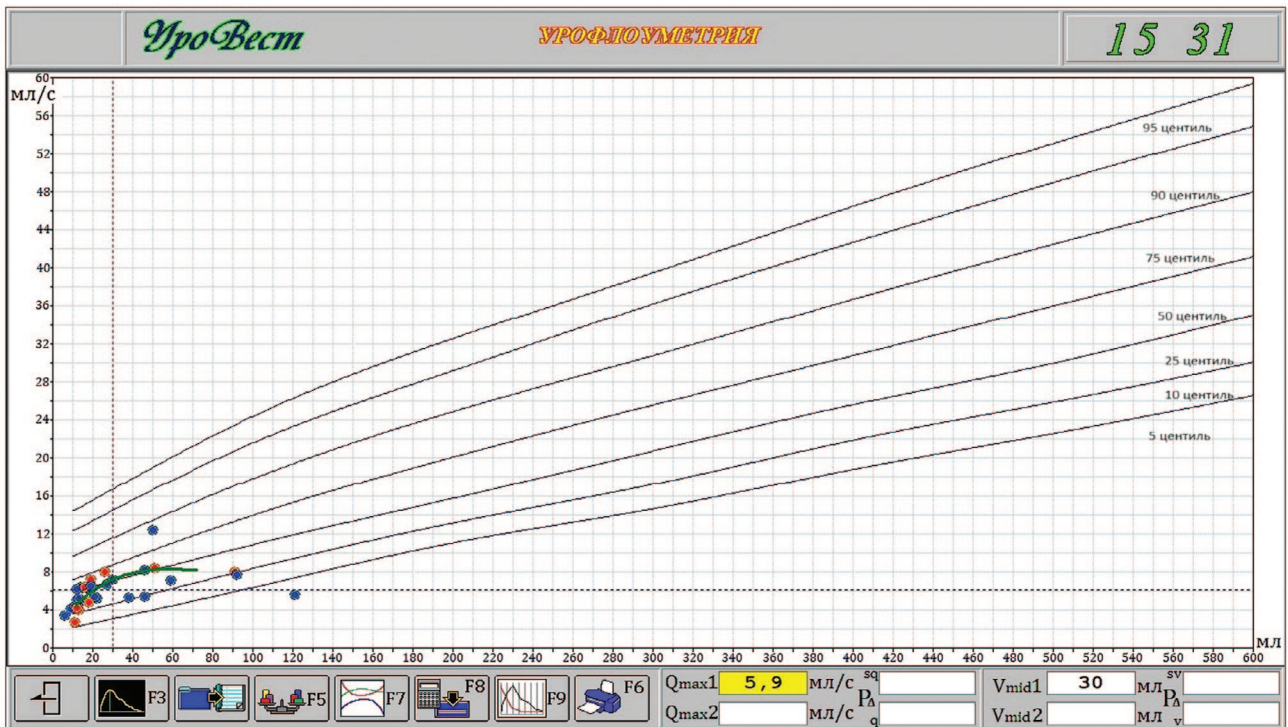 УроВест
УРОФЛОУМЕТРИЯ
15 31
мл/с
60
56
52
48
44
40
36
32
28
24
20
16
12
8
4
0
95 центиль
90 центиль
75 центиль
50 центиль
25 центиль
10 центиль
5 центиль
0 20 40 60 80 100 120 140 160 180 200 220 240 260 280 300 320 340 360 380 400 420 440 460 480 500 520 540 560 580 600
мл
F3 F5 F7 F8 F9 F6
Qmax1 5,9 мл/с sq
Qmax2 мл/с PΔ q
Vmid1 30 мл sv
Vmid2 мл PΔ v